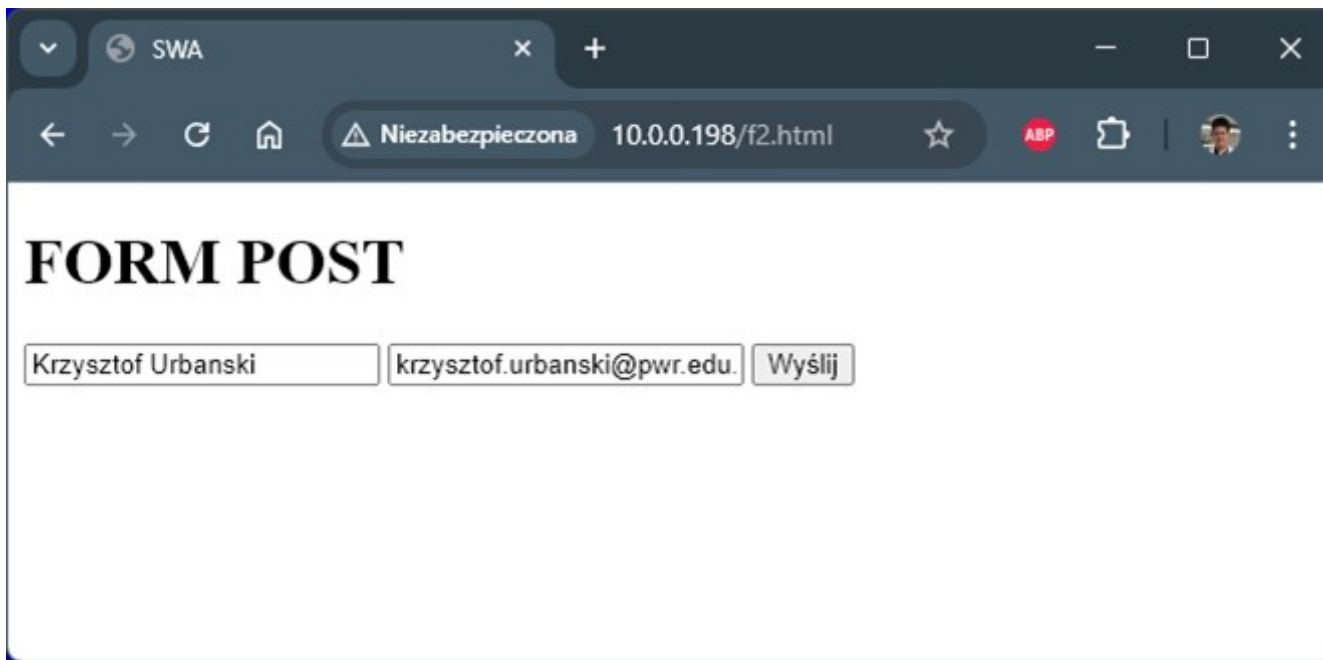 SWA
Niezabezpieczona 10.0.0.198/f2.html ABP
FORM POST
Krzysztof Urbanski krzysztof.urbanski@pwr.edu. Wyślij